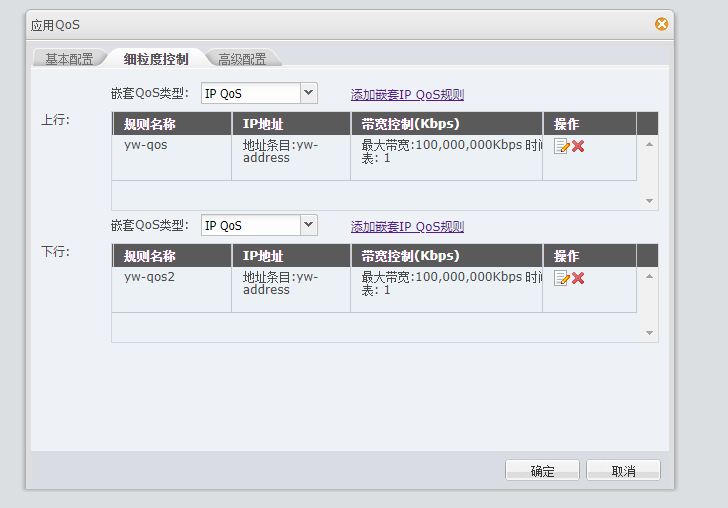 应用QoS
基本配置 细粒度控制 高级配置
嵌套QoS类型: IP QoS 添加嵌套IP QoS规则
上行:
规则名称 IP地址 带宽控制(Kbps) 操作
yw-qos 地址条目:yw- 最大带宽:100,000,000Kbps 时间
address 表: 1
嵌套QoS类型: IP QoS 添加嵌套IP QoS规则
下行:
规则名称 IP地址 带宽控制(Kbps) 操作
yw-qos2 地址条目:yw- 最大带宽:100,000,000Kbps 时间
address 表: 1
确定 取消